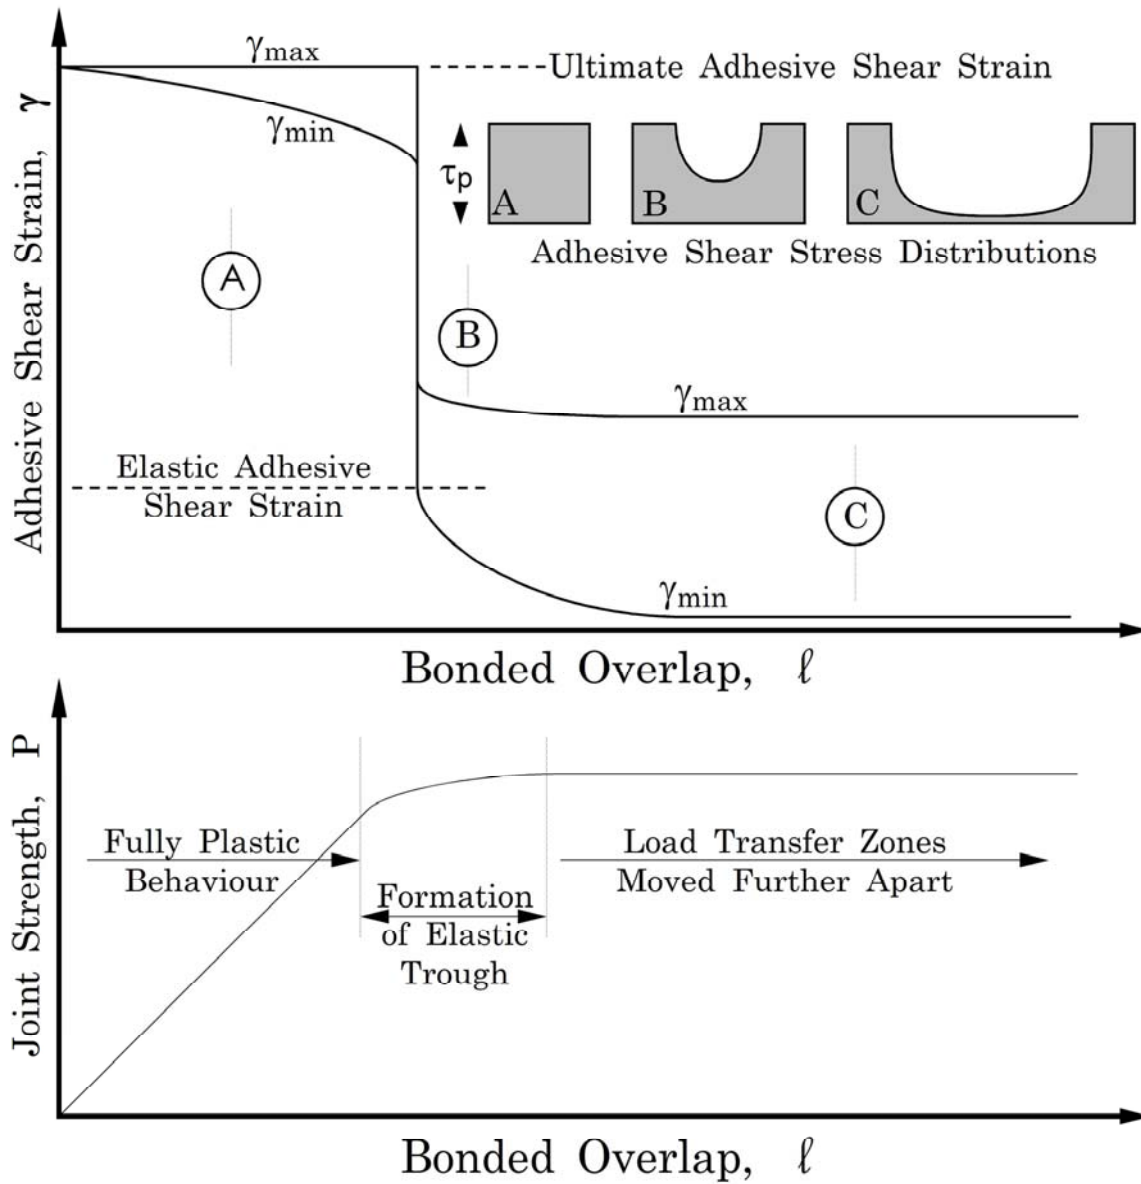 γmax
Ultimate Adhesive Shear Strain
γmin
τp
A
B
C
Adhesive Shear Stress Distributions
A
B
γmax
Elastic Adhesive
Shear Strain
C
γmin
Adhesive Shear Strain, γ
Bonded Overlap, ℓ
Joint Strength, P
Fully Plastic
Behaviour
Formation
of Elastic
Trough
Load Transfer Zones
Moved Further Apart
Bonded Overlap, ℓ